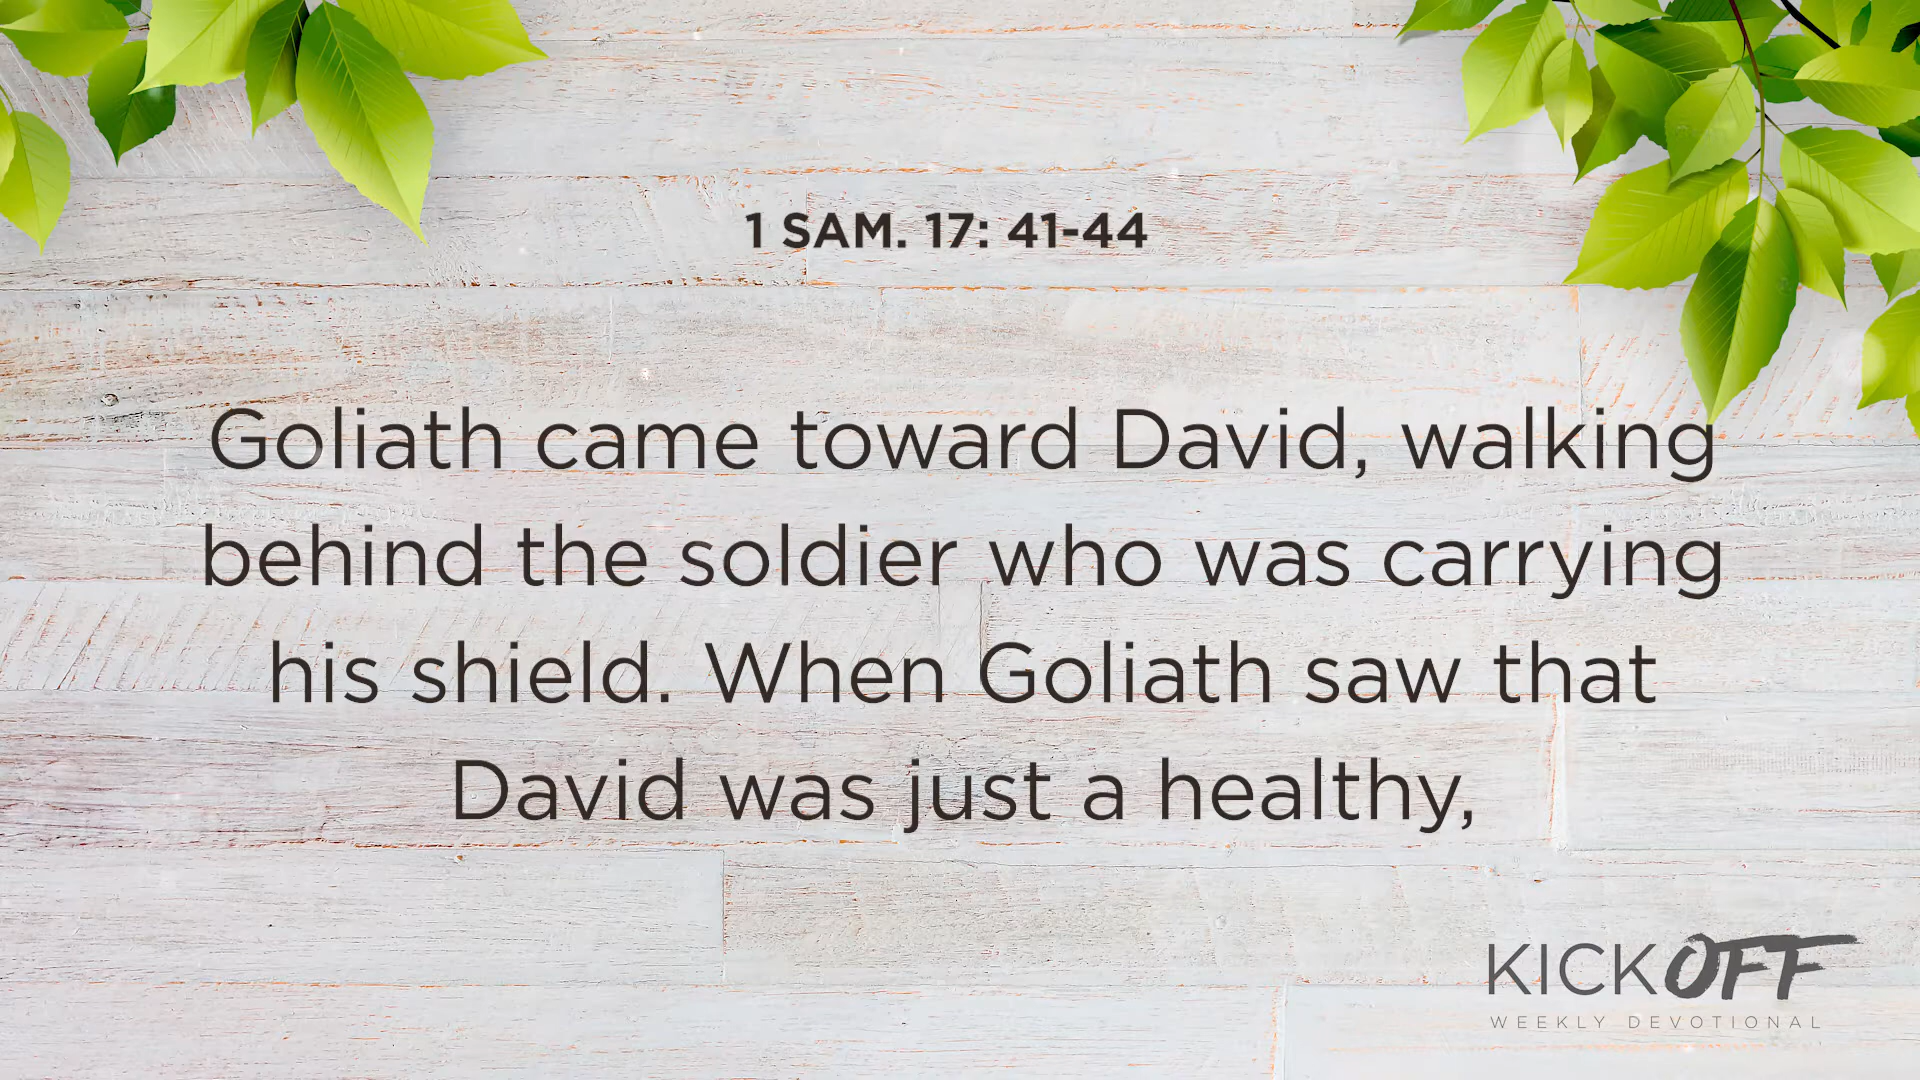 1 SAM. 17: 41-44
Goliath came toward David, walking
behind the soldier who was carrying
his shield. When Goliath saw that
David was just a healthy,
KICKOFF
WEEKLY DEVOTIONAL